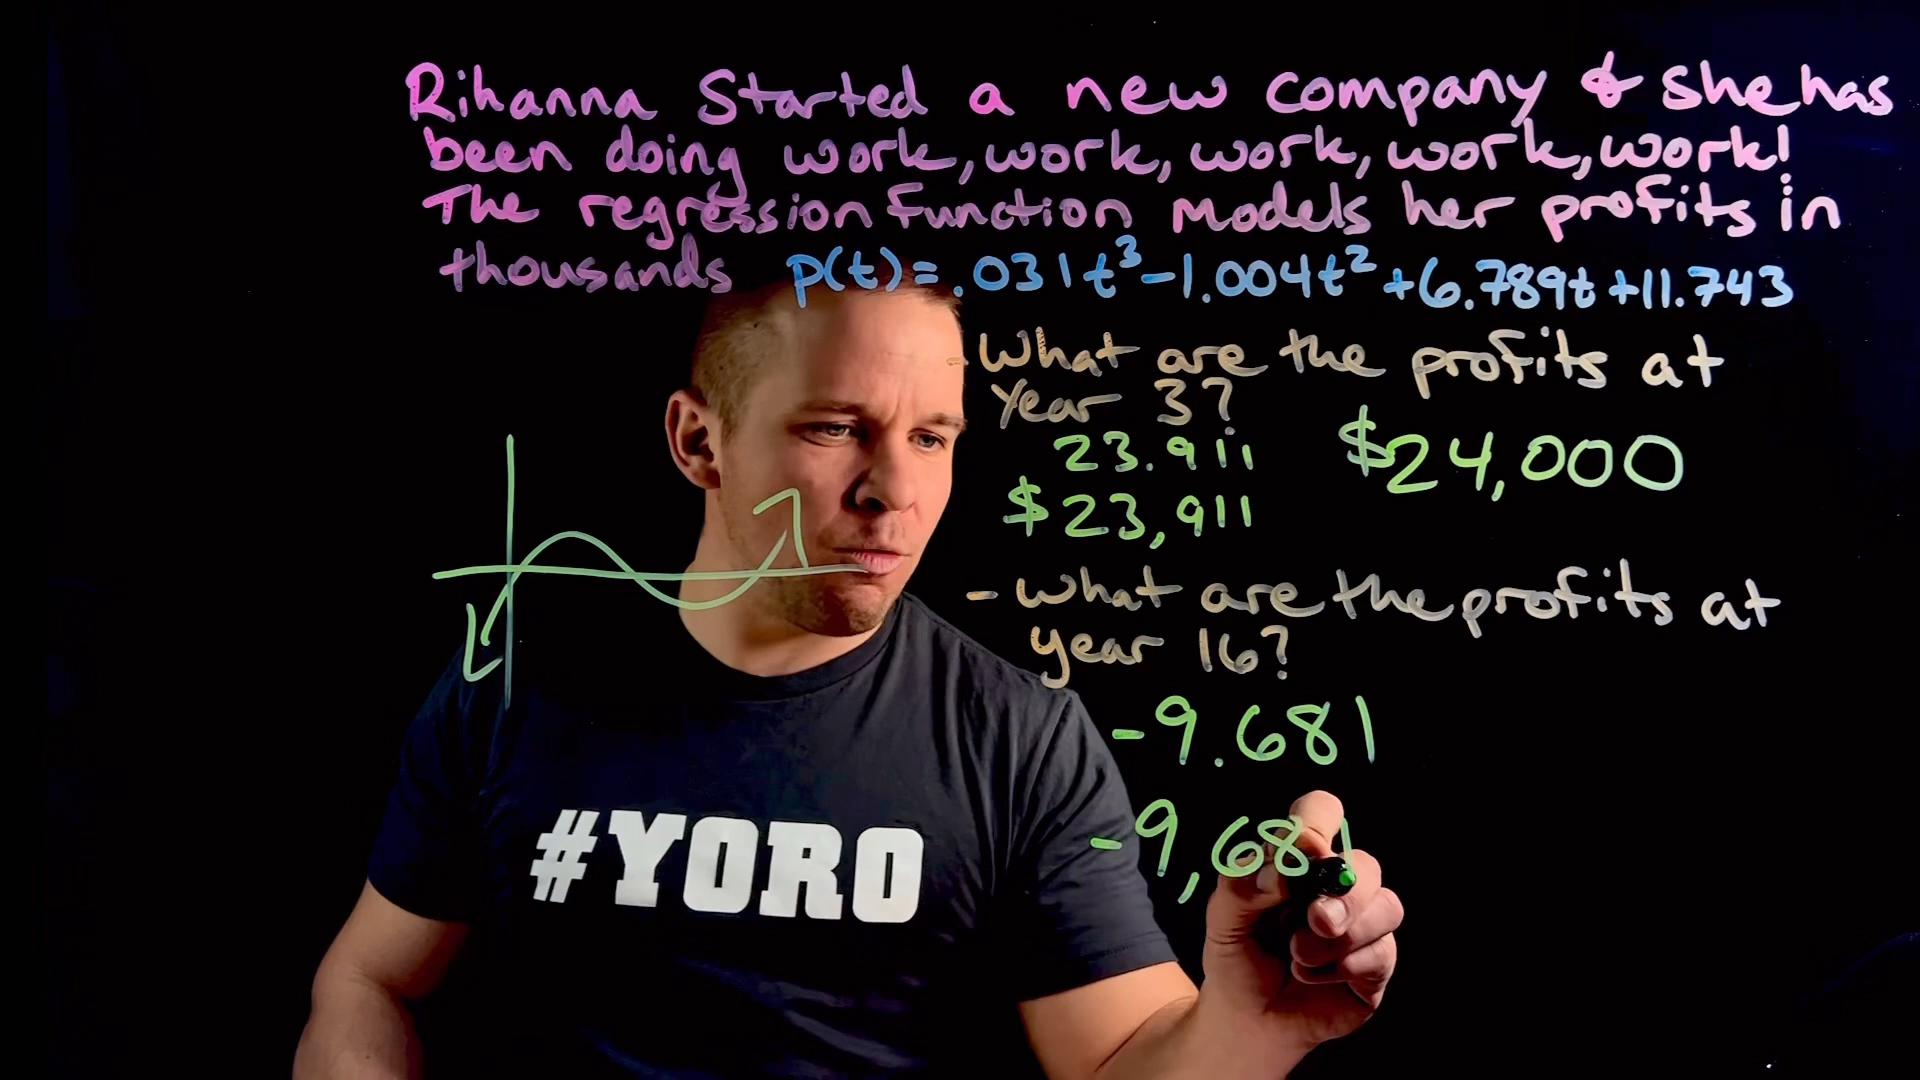 Rihanna Started a new company & she has
been doing work, work, work, work, work!
The regression function models her profits in
thousands p(t)=.031t³-1.004t²+6.789t+11.743
- What are the profits at
Year 3?
23.911
$24,000
$23,911
- What are the profits at
year 16?
-9.681
-9,681
#YORO